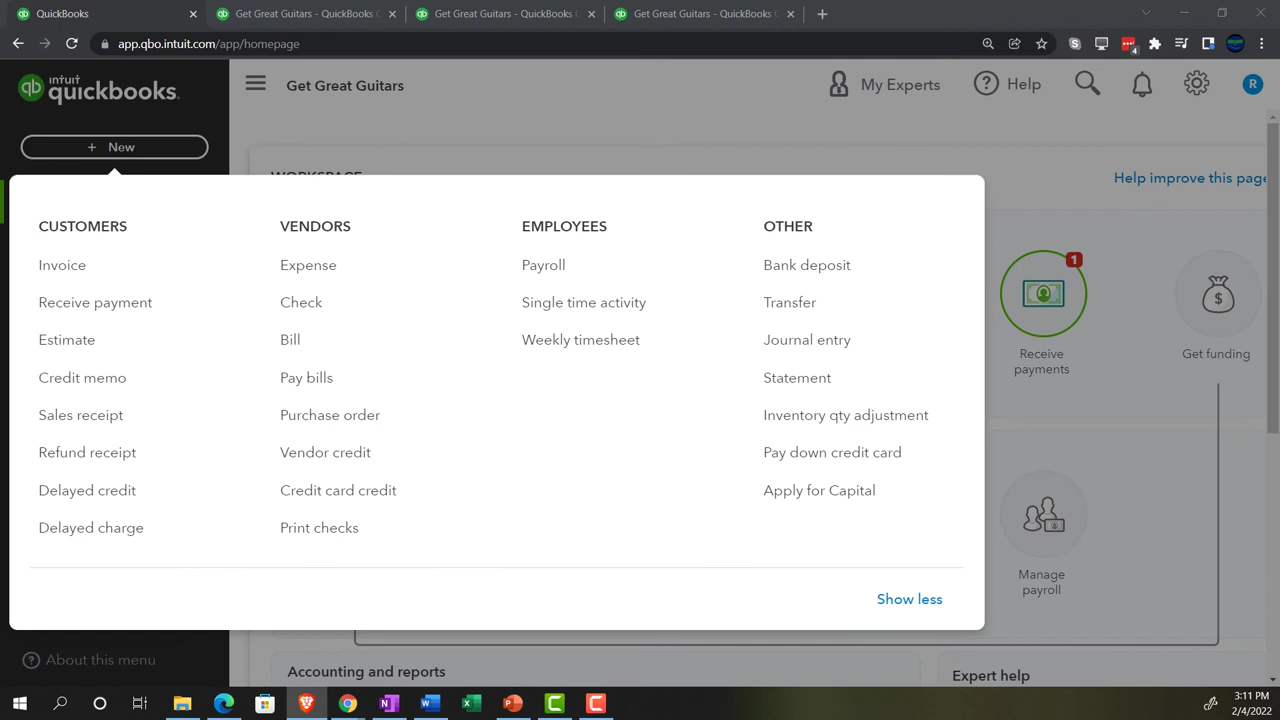 QuickBooks
Get Great Guitars - QuickBooks
Get Great Guitars - QuickBooks
Get Great Guitars - QuickBooks
app.qbo.intuit.com/app/homepage
4
intuit
quickbooks.
Get Great Guitars
My Experts
Help
R
+ New
WORKSPACE
Help improve this page
CUSTOMERS
Invoice
Receive payment
Estimate
Credit memo
Sales receipt
Refund receipt
Delayed credit
Delayed charge
VENDORS
Expense
Check
Bill
Pay bills
Purchase order
Vendor credit
Credit card credit
Print checks
EMPLOYEES
Payroll
Single time activity
Weekly timesheet
OTHER
Bank deposit
Transfer
Journal entry
Statement
Inventory qty adjustment
Pay down credit card
Apply for Capital
Show less
1
Receive
payments
Get funding
Manage
payroll
About this menu
Accounting and reports
Expert help
3:11 PM
2/4/2022